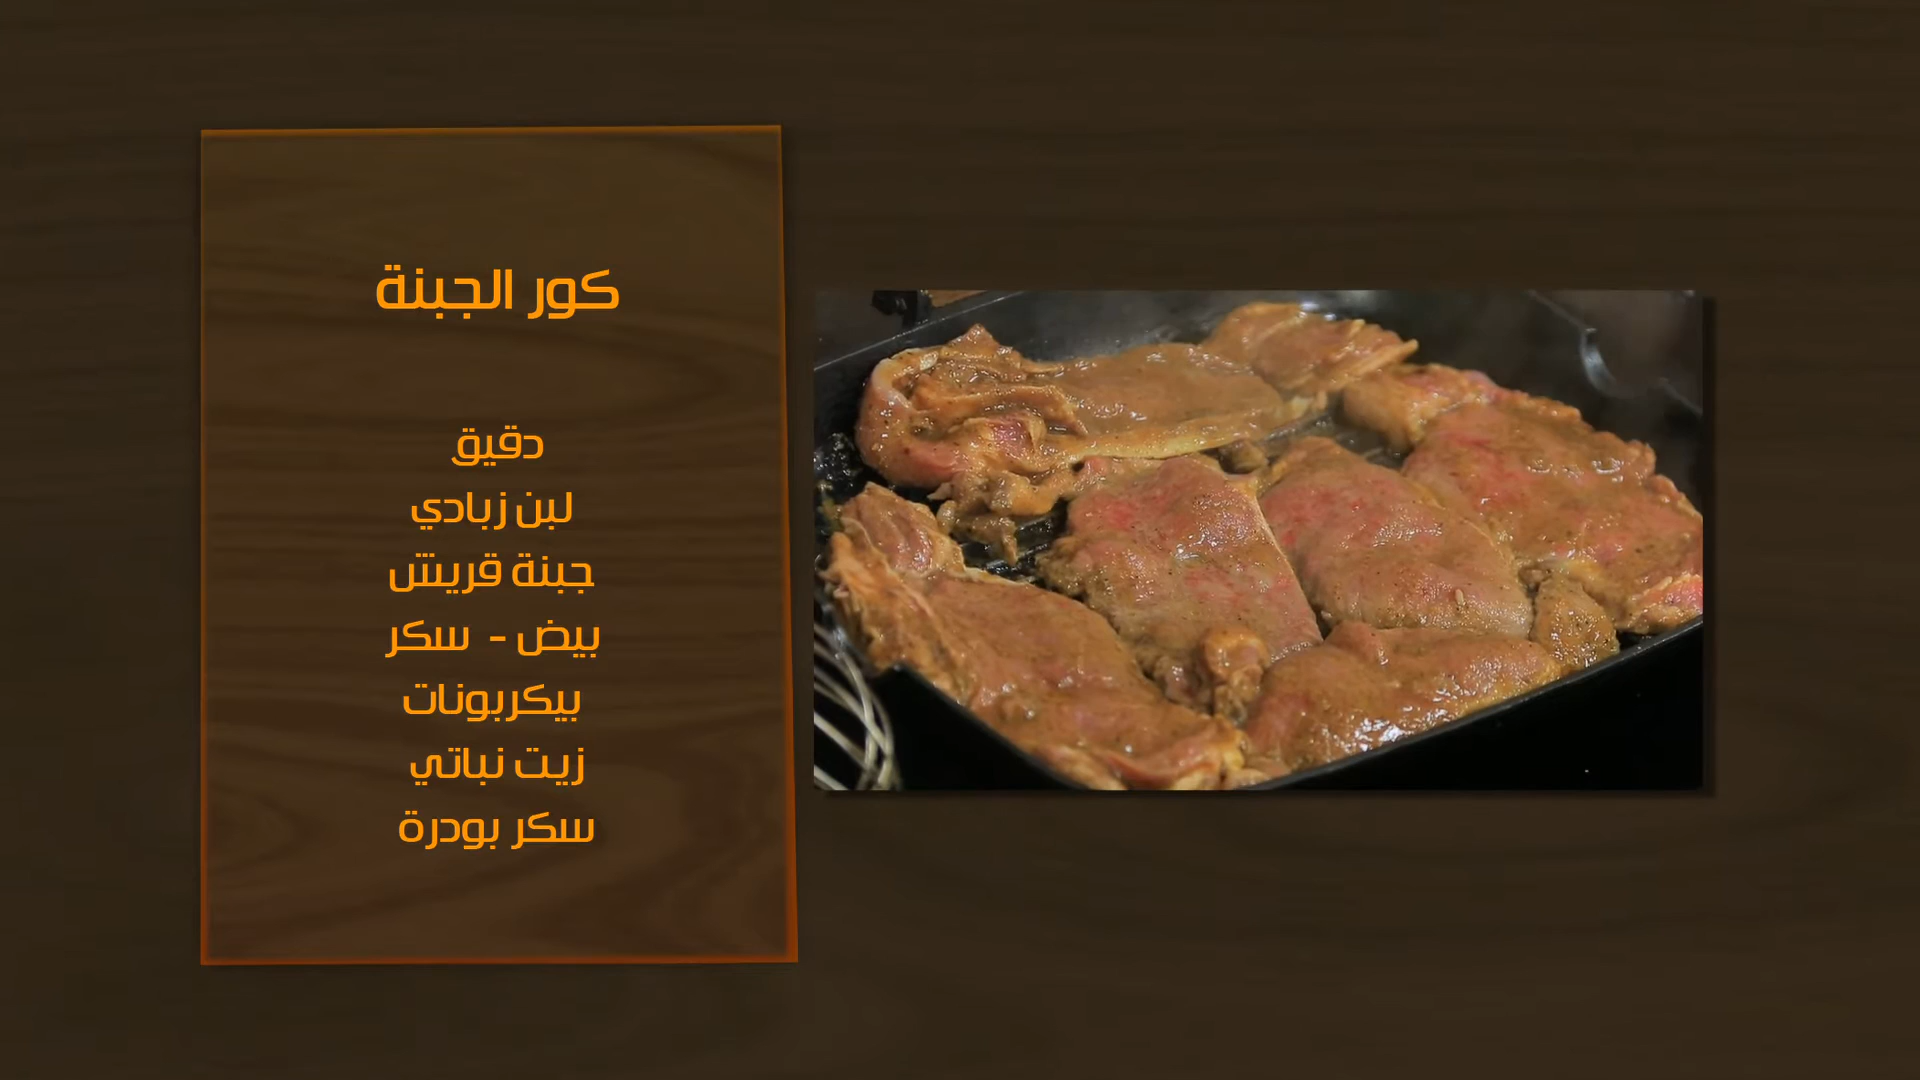 كور الجبنة
دقيق
لبن زبادي
جبنة قريش
بيض - سكر
بيكربونات
زيت نباتي
سكر بودرة